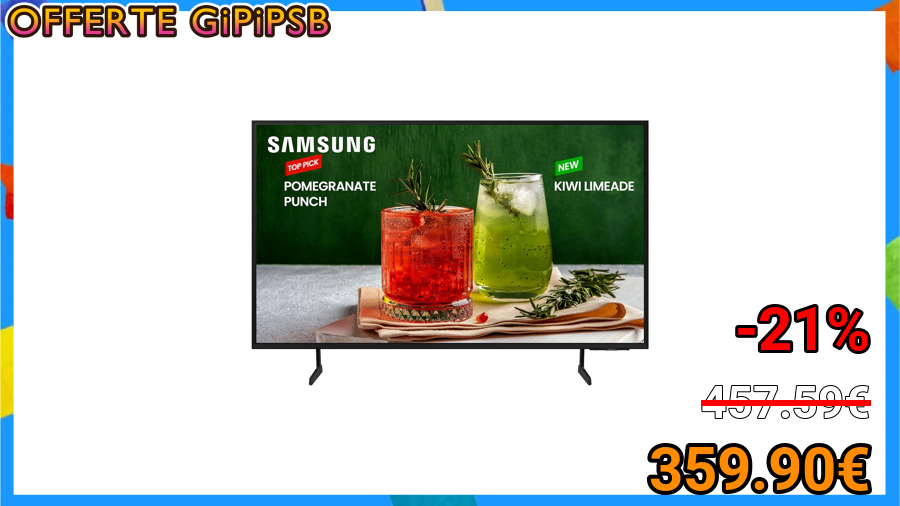 OFFERTE GiPiPSB
SAMSUNG
TOP PICK
POMEGRANATE
PUNCH
NEW
KIWI LIMEADE
-21%
457.59€
359.90€